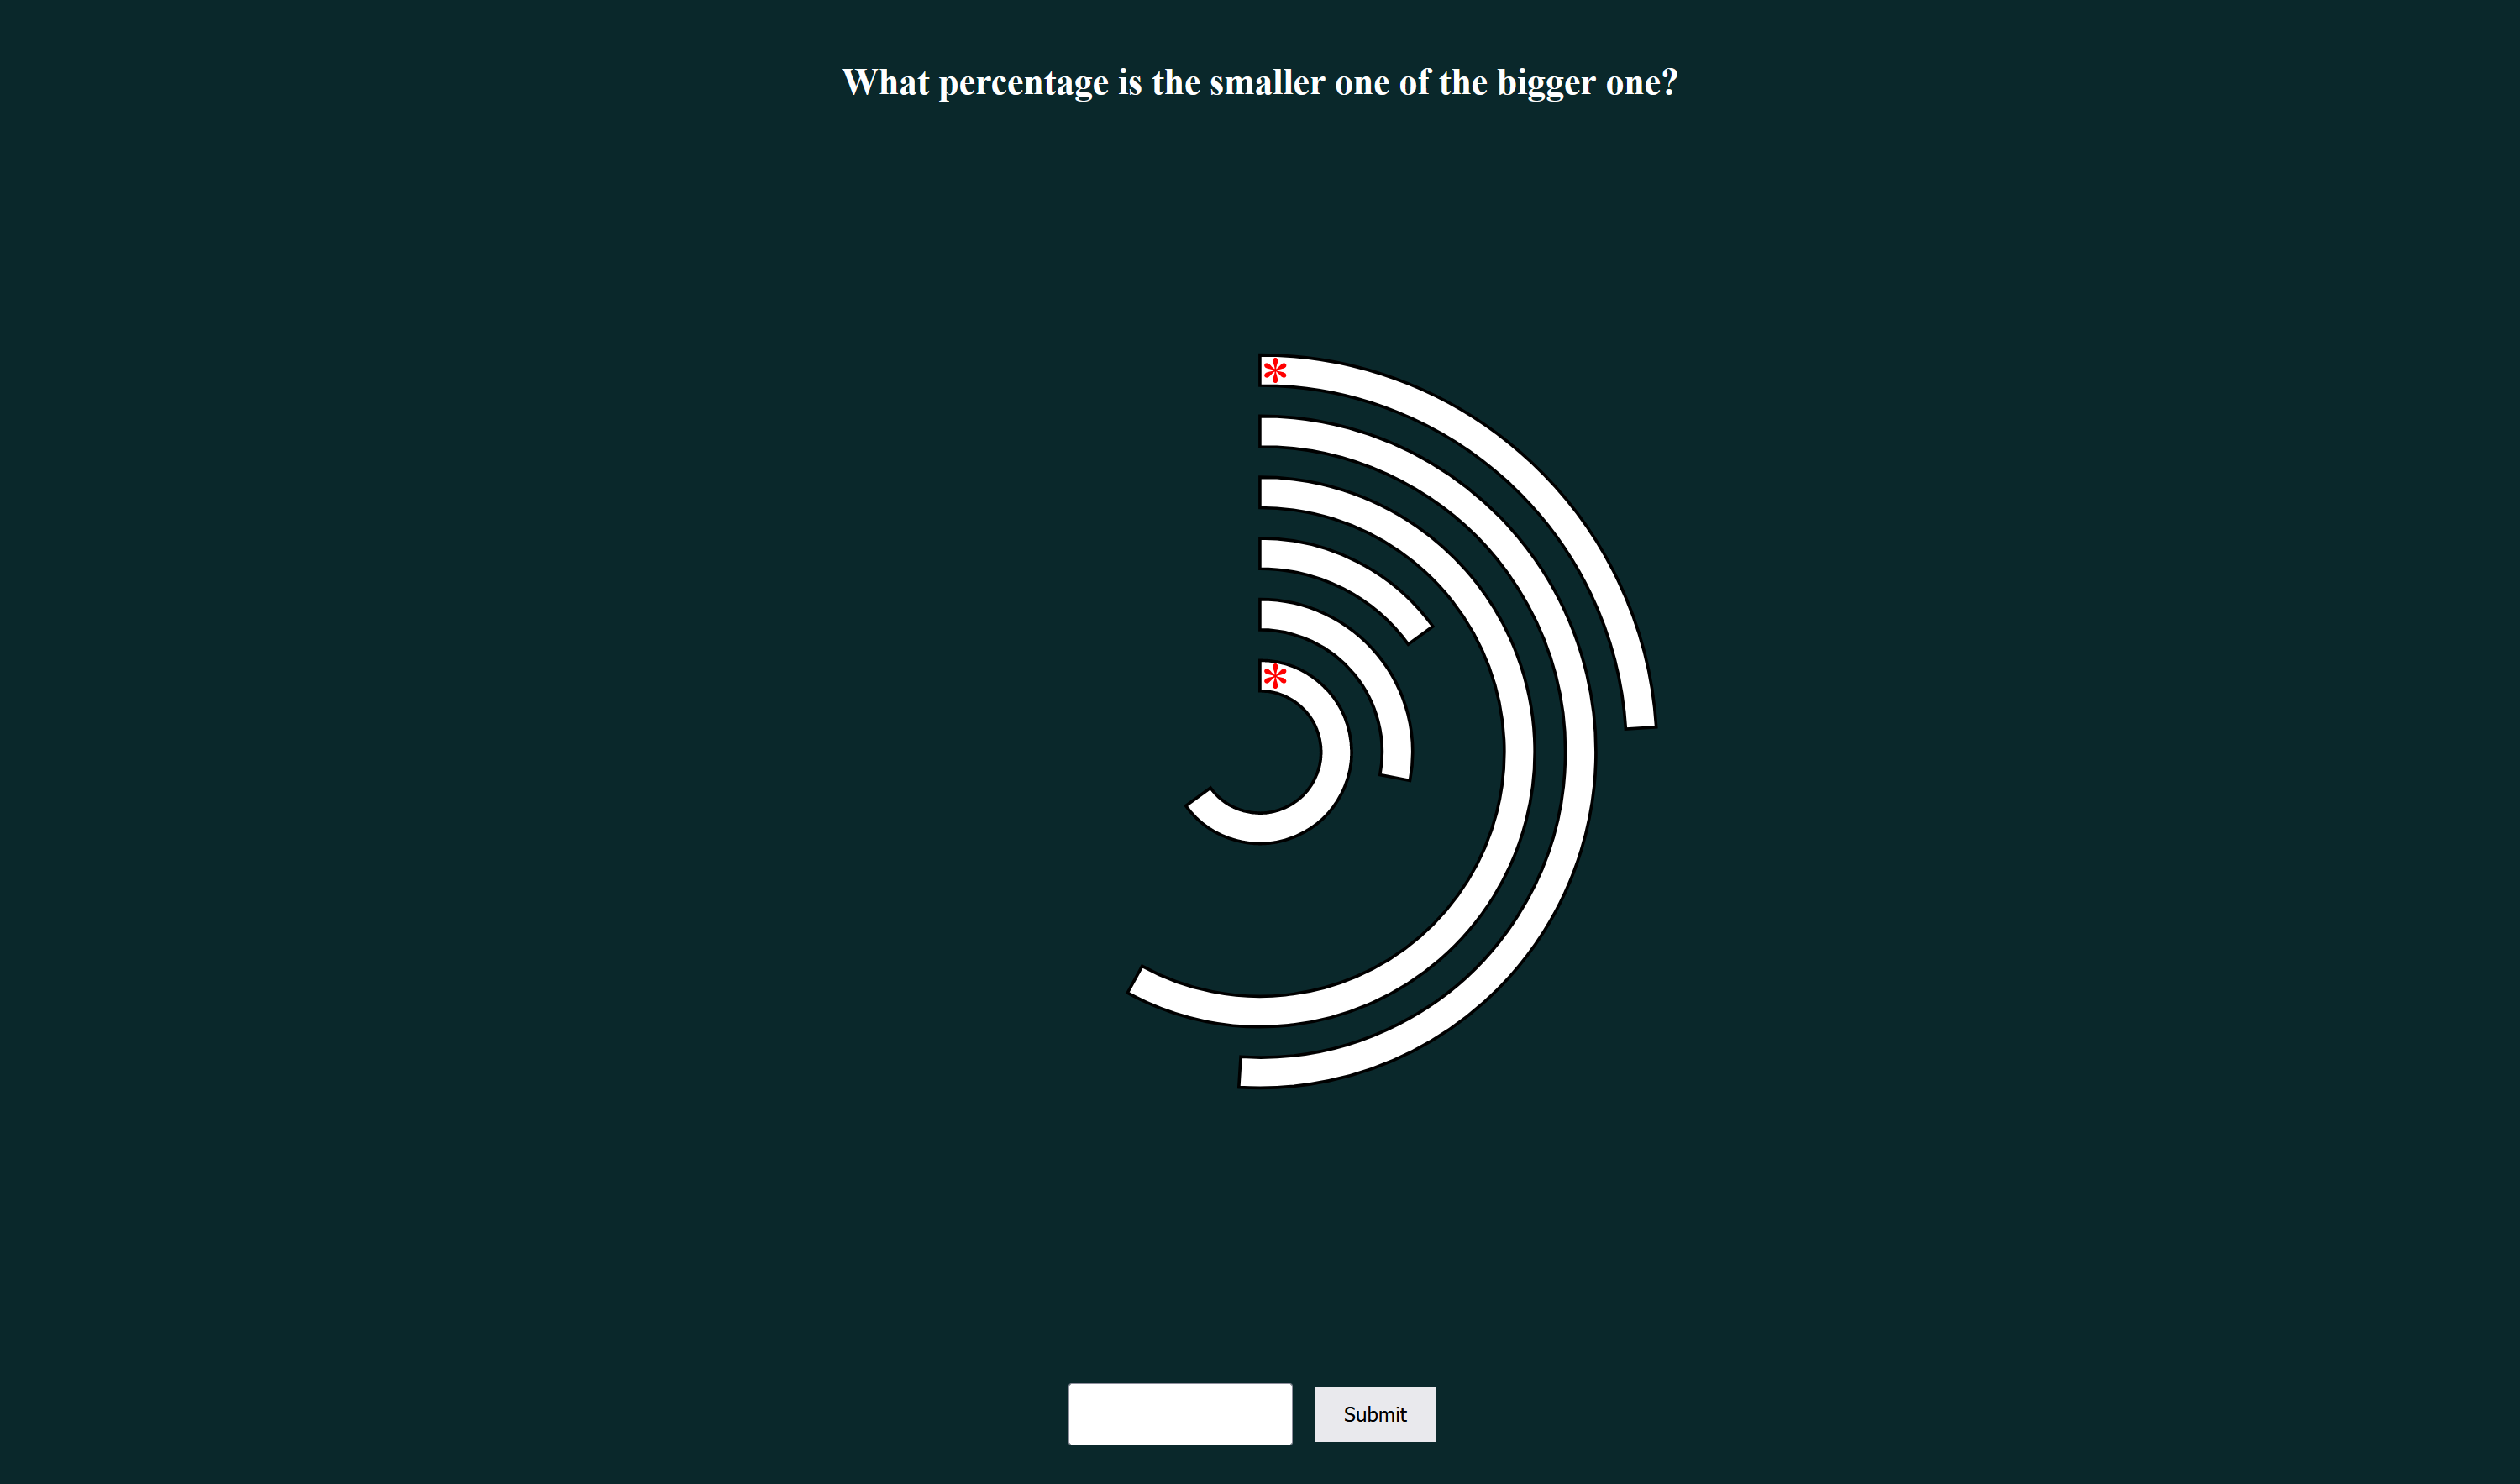 What percentage is the smaller one of the bigger one?
*
*
Submit